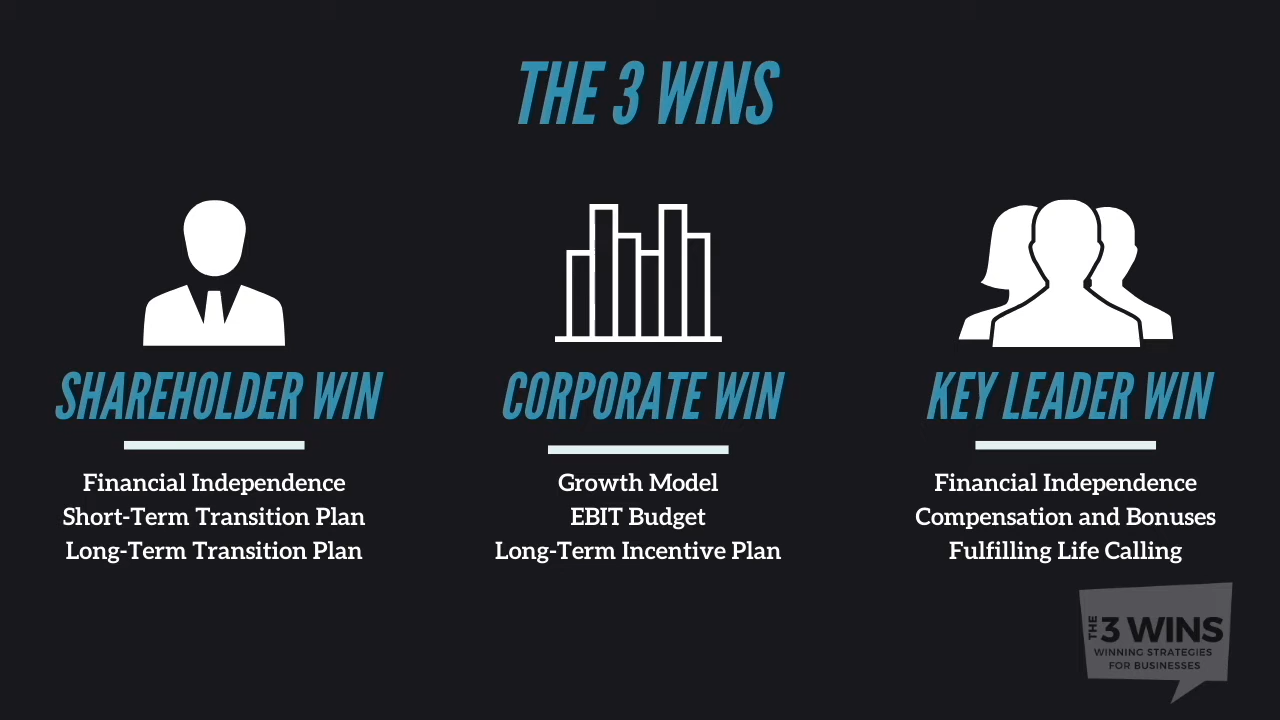 THE 3 WINS
SHAREHOLDER WIN
Financial Independence
Short-Term Transition Plan
Long-Term Transition Plan
CORPORATE WIN
Growth Model
EBIT Budget
Long-Term Incentive Plan
KEY LEADER WIN
Financial Independence
Compensation and Bonuses
Fulfilling Life Calling
THE 3 WINS
WINNING STRATEGIES
FOR BUSINESSES